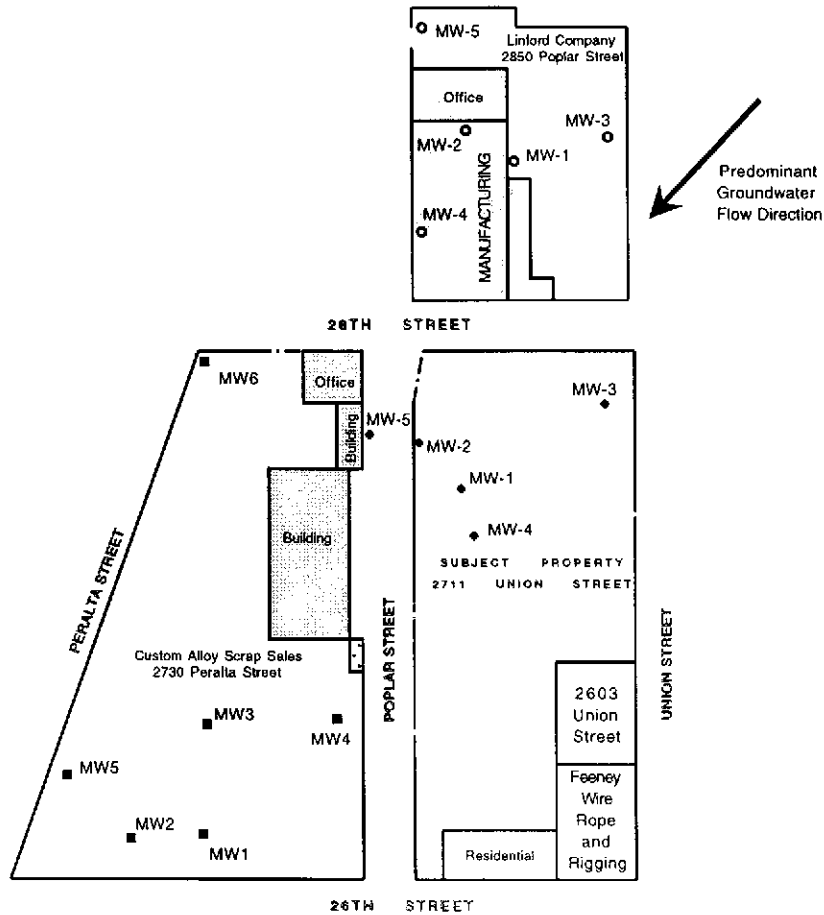 MW-5
Linford Company
2850 Poplar Street
Office
MW-3
MW-2
MW-1
MANUFACTURING
MW-4
Predominant
Groundwater
Flow Direction
28TH STREET
MW6
Office
MW-3
MW-5
Building
MW-2
MW-1
MW-4
Building
SUBJECT PROPERTY
2711 UNION STREET
PERALTA STREET
POPLAR STREET
UNION STREET
Custom Alloy Scrap Sales
2730 Peralta Street
2603
Union
Street
MW3
MW4
MW5
Feeney
Wire
Rope
and
Rigging
MW2
MW1
Residential
26TH STREET